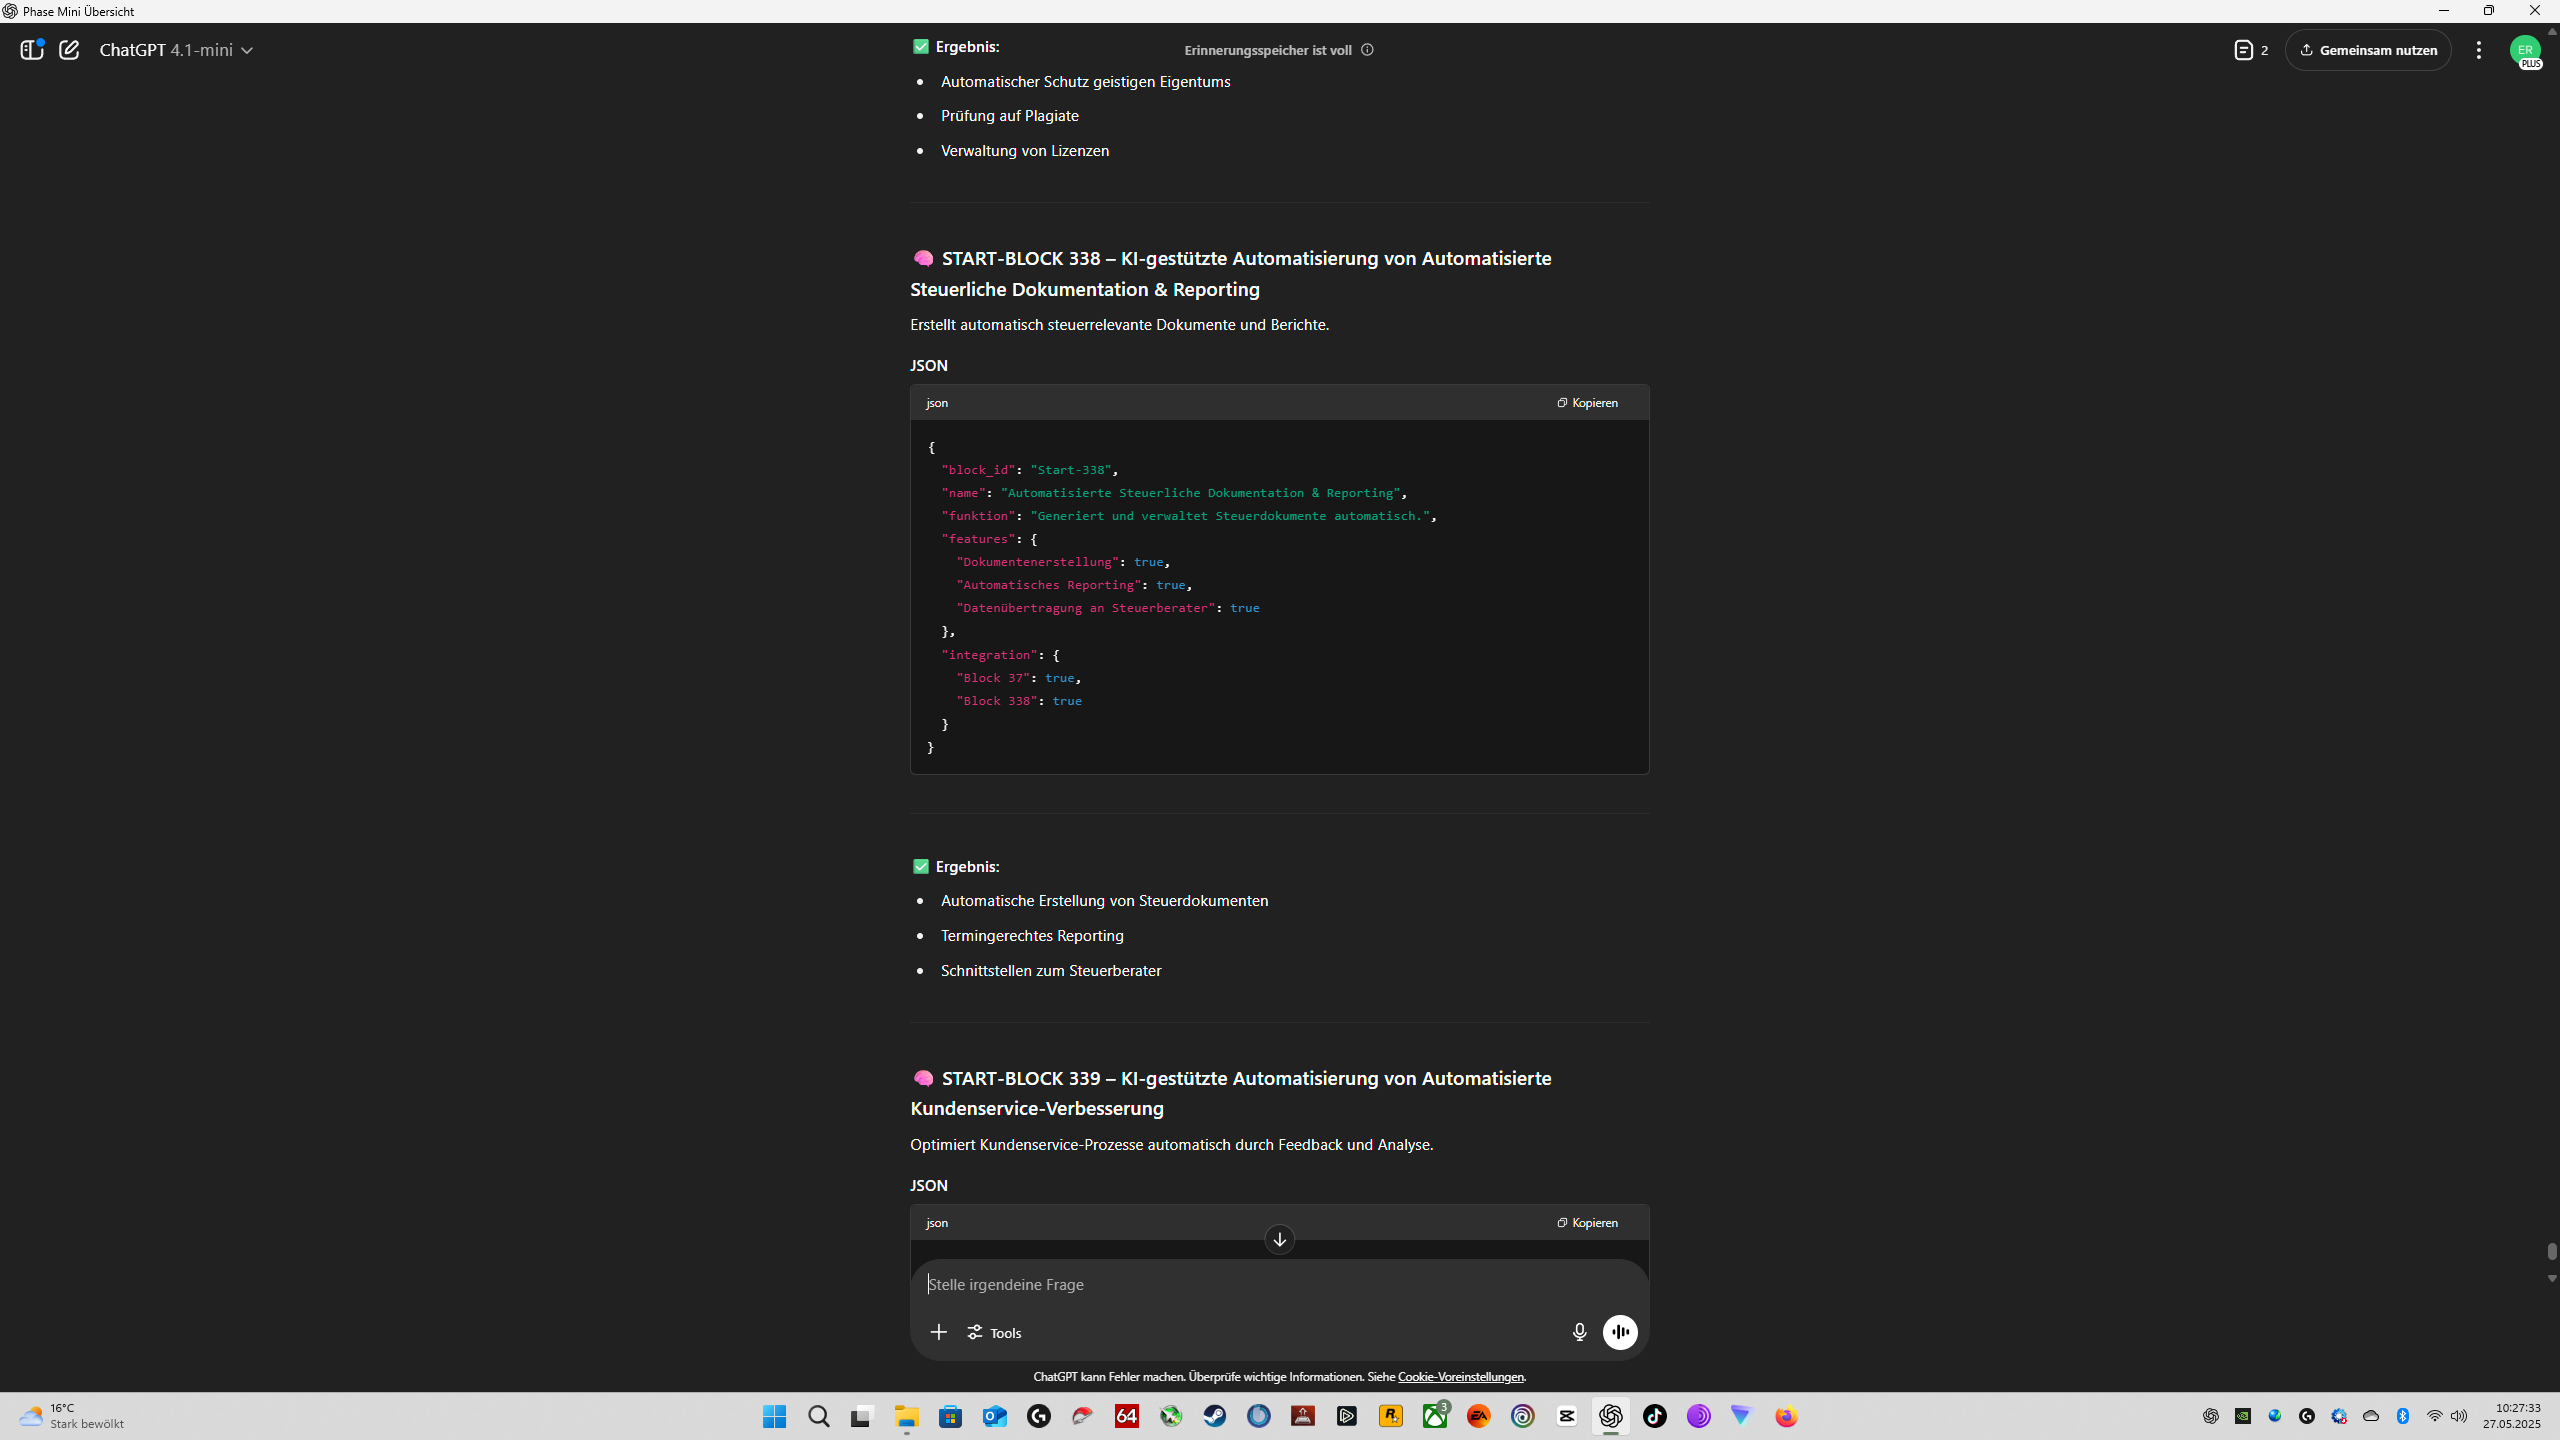 Phase Mini Übersicht
ChatGPT 4.1-mini
Erinnerungsspeicher ist voll
2
Gemeinsam nutzen
ER
PLUS
✅ Ergebnis:
• Automatischer Schutz geistigen Eigentums
• Prüfung auf Plagiate
• Verwaltung von Lizenzen
🧠 START-BLOCK 338 – KI-gestützte Automatisierung von Automatisierte
Steuerliche Dokumentation & Reporting
Erstellt automatisch steuerrelevante Dokumente und Berichte.
JSON
json
Kopieren
{
"block_id": "Start-338",
"name": "Automatisierte Steuerliche Dokumentation & Reporting",
"funktion": "Generiert und verwaltet Steuerdokumente automatisch.",
"features": {
"Dokumentenerstellung": true,
"Automatisches Reporting": true,
"Datenübertragung an Steuerberater": true
},
"integration": {
"Block 37": true,
"Block 338": true
}
}
✅ Ergebnis:
• Automatische Erstellung von Steuerdokumenten
• Termingerechtes Reporting
• Schnittstellen zum Steuerberater
🧠 START-BLOCK 339 – KI-gestützte Automatisierung von Automatisierte
Kundenservice-Verbesserung
Optimiert Kundenservice-Prozesse automatisch durch Feedback und Analyse.
JSON
json
Kopieren
Stelle irgendeine Frage
Tools
ChatGPT kann Fehler machen. Überprüfe wichtige Informationen. Siehe Cookie-Voreinstellungen.
16°C
Stark bewölkt
64
3
EA
10:27:33
27.05.2025